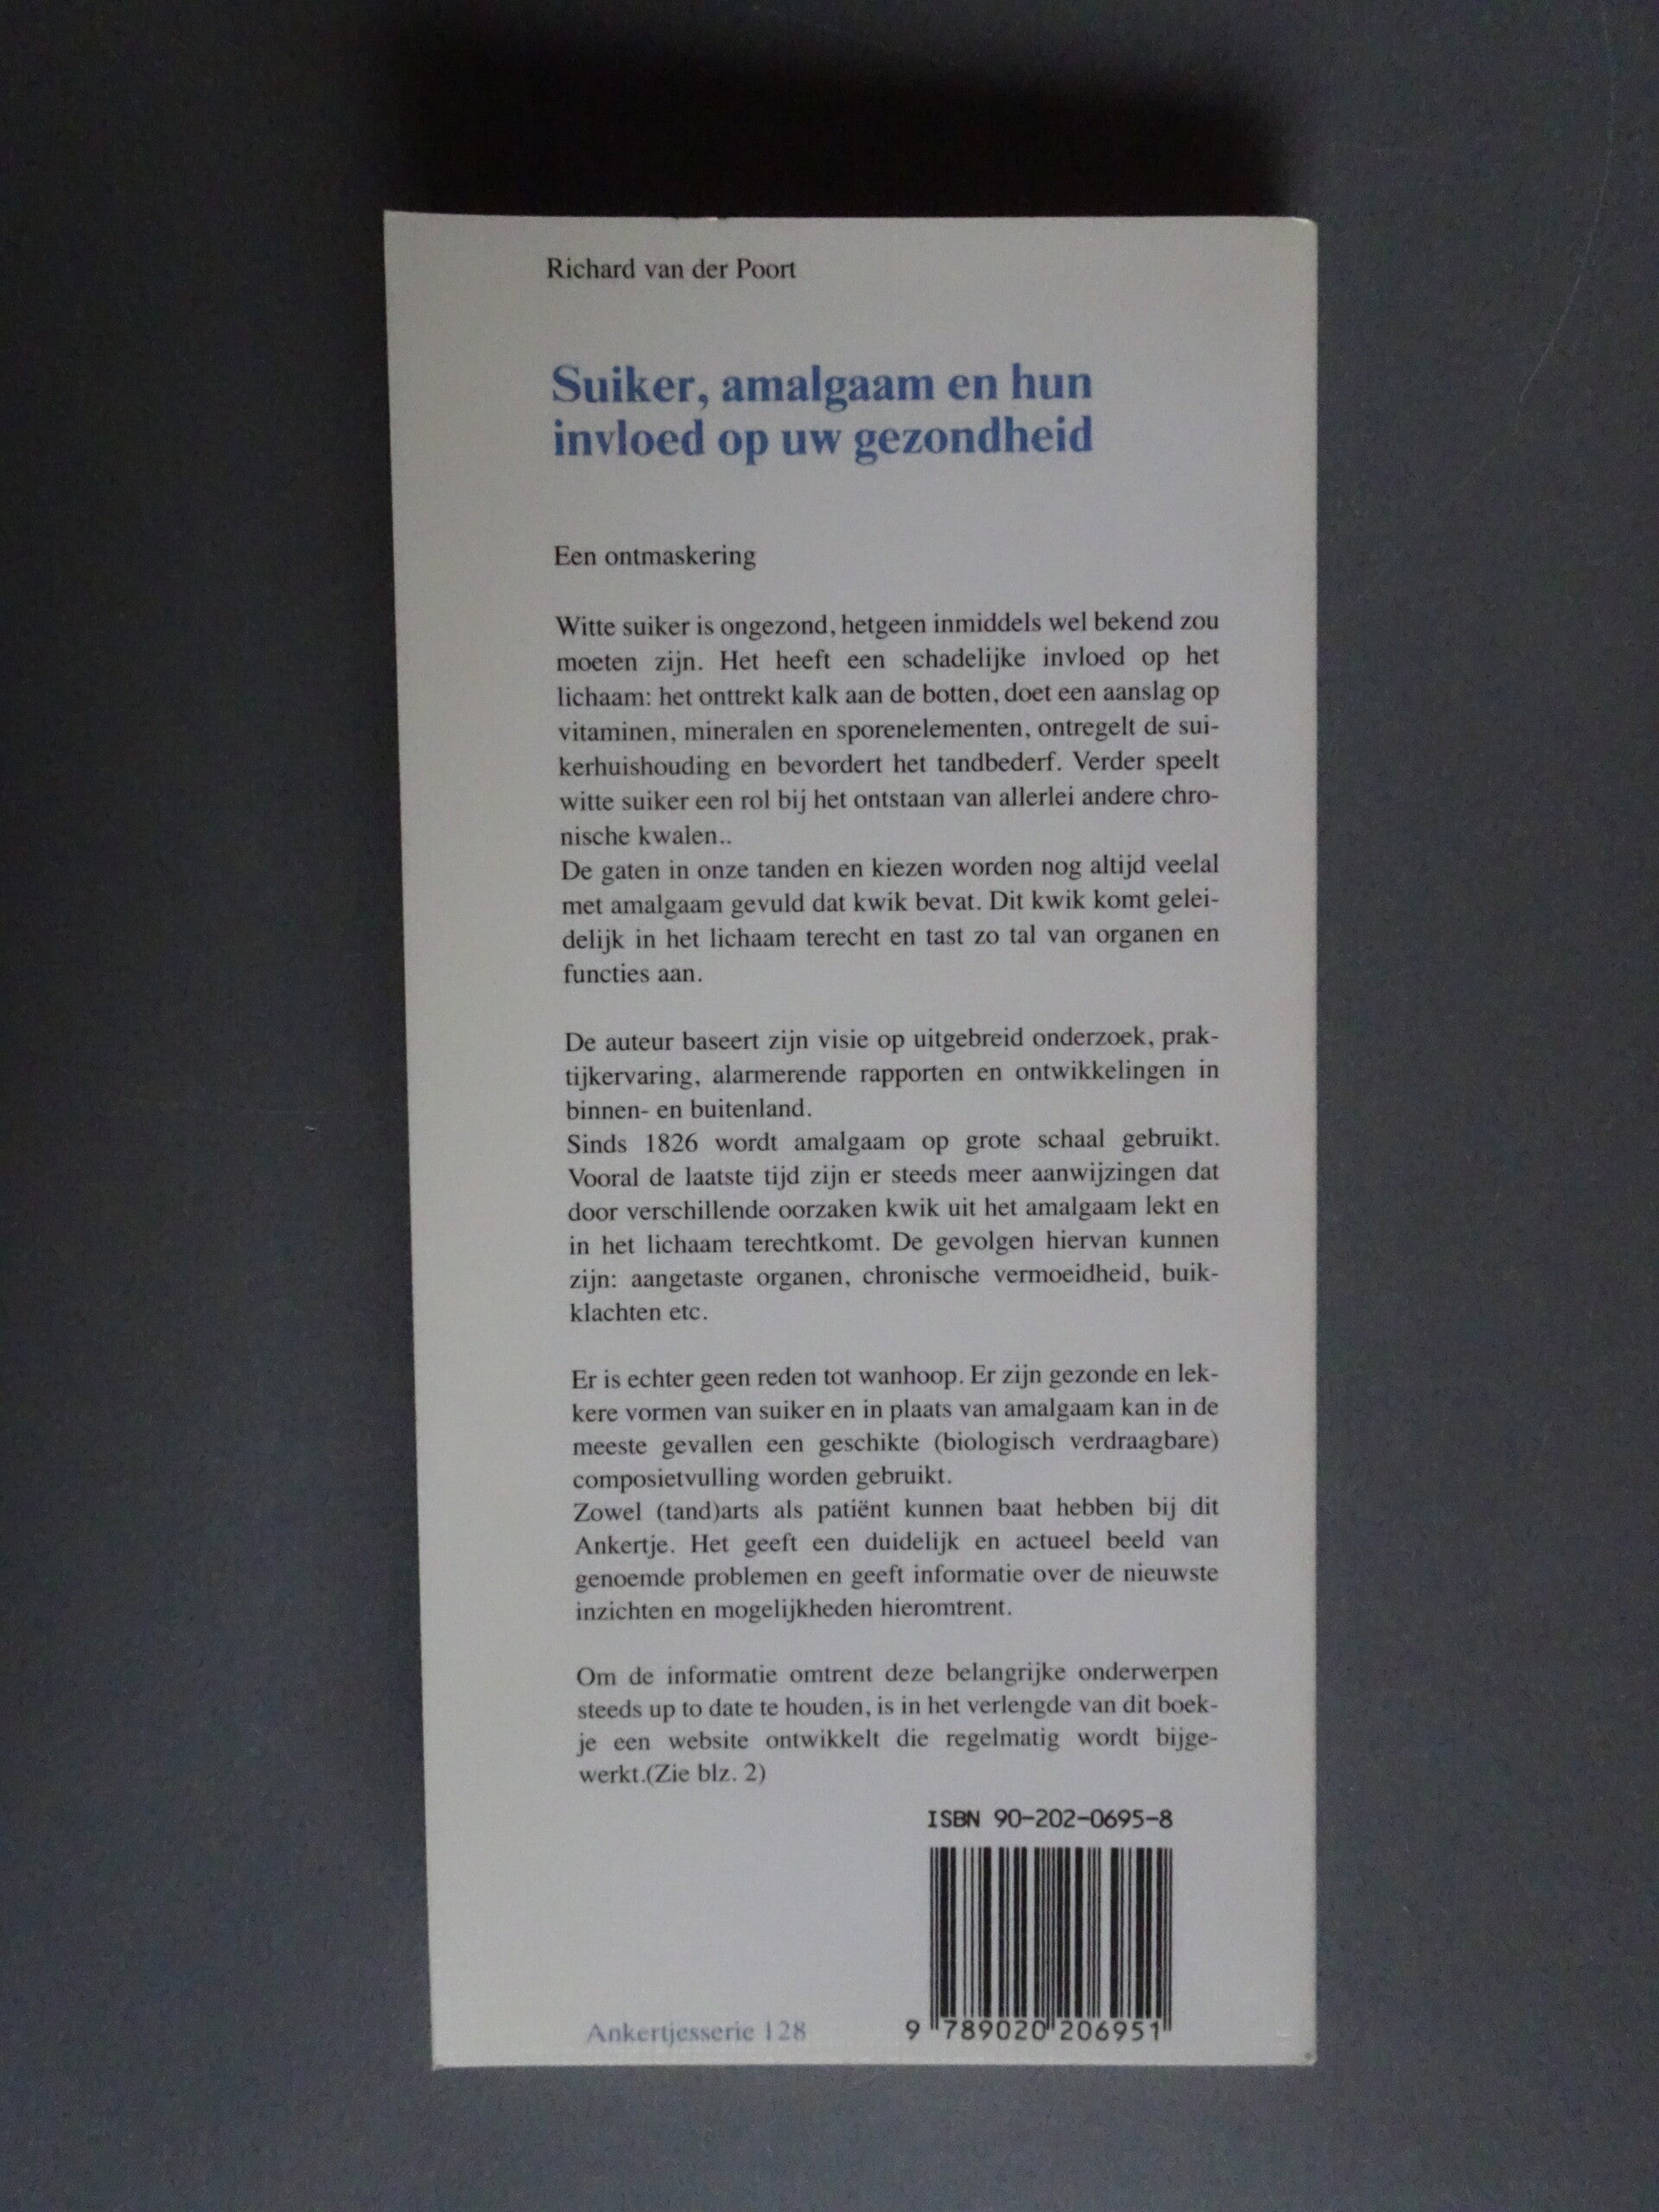 Richard van der Poort
Suiker, amalgaam en hun
invloed op uw gezondheid
Een ontmaskering
Witte suiker is ongezond, hetgeen inmiddels wel bekend zou
moeten zijn. Het heeft een schadelijke invloed op het
lichaam: het onttrekt kalk aan de botten, doet een aanslag op
vitaminen, mineralen en sporenelementen, ontregelt de sui-
kerhuishouding en bevordert het tandbederf. Verder speelt
witte suiker een rol bij het ontstaan van allerlei andere chro-
nische kwalen..
De gaten in onze tanden en kiezen worden nog altijd veelal
met amalgaam gevuld dat kwik bevat. Dit kwik komt gelei-
delijk in het lichaam terecht en tast zo tal van organen en
functies aan.
De auteur baseert zijn visie op uitgebreid onderzoek, prak-
tijkervaring, alarmerende rapporten en ontwikkelingen in
binnen- en buitenland.
Sinds 1826 wordt amalgaam op grote schaal gebruikt.
Vooral de laatste tijd zijn er steeds meer aanwijzingen dat
door verschillende oorzaken kwik uit het amalgaam lekt en
in het lichaam terechtkomt. De gevolgen hiervan kunnen
zijn: aangetaste organen, chronische vermoeidheid, buik-
klachten etc.
Er is echter geen reden tot wanhoop. Er zijn gezonde en lek-
kere vormen van suiker en in plaats van amalgaam kan in de
meeste gevallen een geschikte (biologisch verdraagbare)
composietvulling worden gebruikt.
Zowel (tand)arts als patiënt kunnen baat hebben bij dit
Ankertje. Het geeft een duidelijk en actueel beeld van
genoemde problemen en geeft informatie over de nieuwste
inzichten en mogelijkheden hieromtrent.
Om de informatie omtrent deze belangrijke onderwerpen
steeds up to date te houden, is in het verlengde van dit boek-
je een website ontwikkelt die regelmatig wordt bijge-
werkt.(Zie blz. 2)
ISBN 90-202-0695-8
9 789020 206951
Ankertjesserie 128